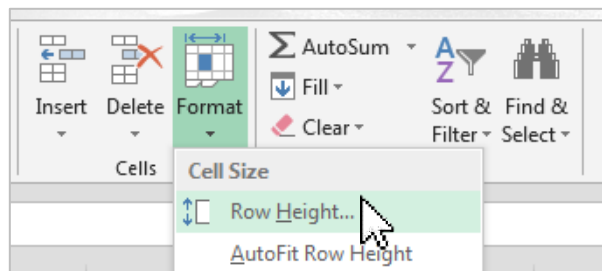 Insert Delete Format
Cells
Σ AutoSum
Fill
Clear
A
Z
Sort &
Filter
Find &
Select
Cell Size
Row Height...
AutoFit Row Height